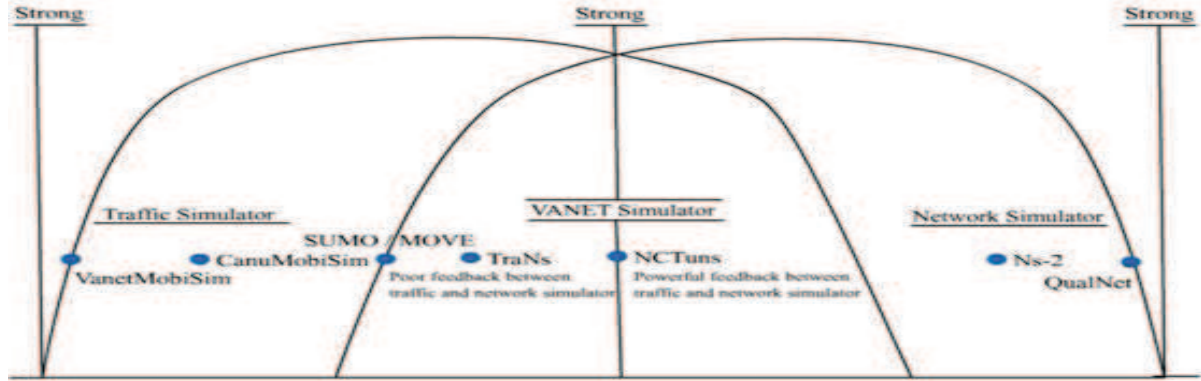 Strong
Strong
Strong
Traffic Simulator
VANET Simulator
Network Simulator
SUMO / MOVE
VanetMobiSim
CanuMobiSim
TraNs
Poor feedback between
traffic and network simulator
NCTuns
Powerful feedback between
traffic and network simulator
Ns-2
QualNet